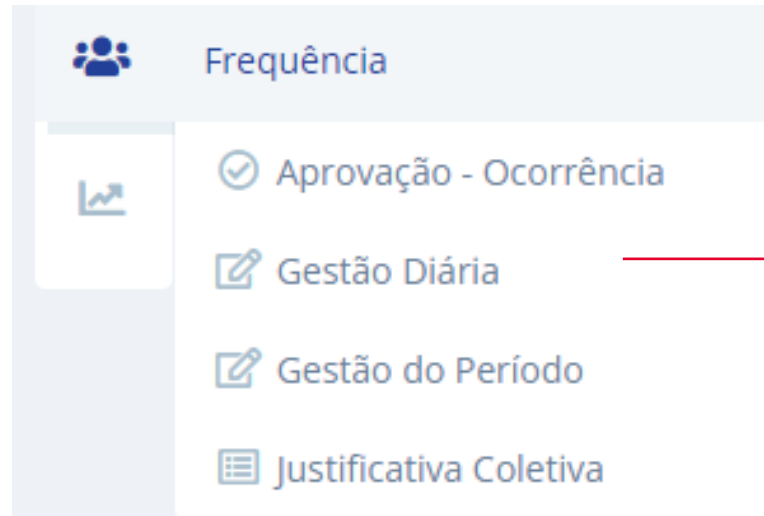 Frequência
Aprovação - Ocorrência
Gestão Diária
Gestão do Período
Justificativa Coletiva